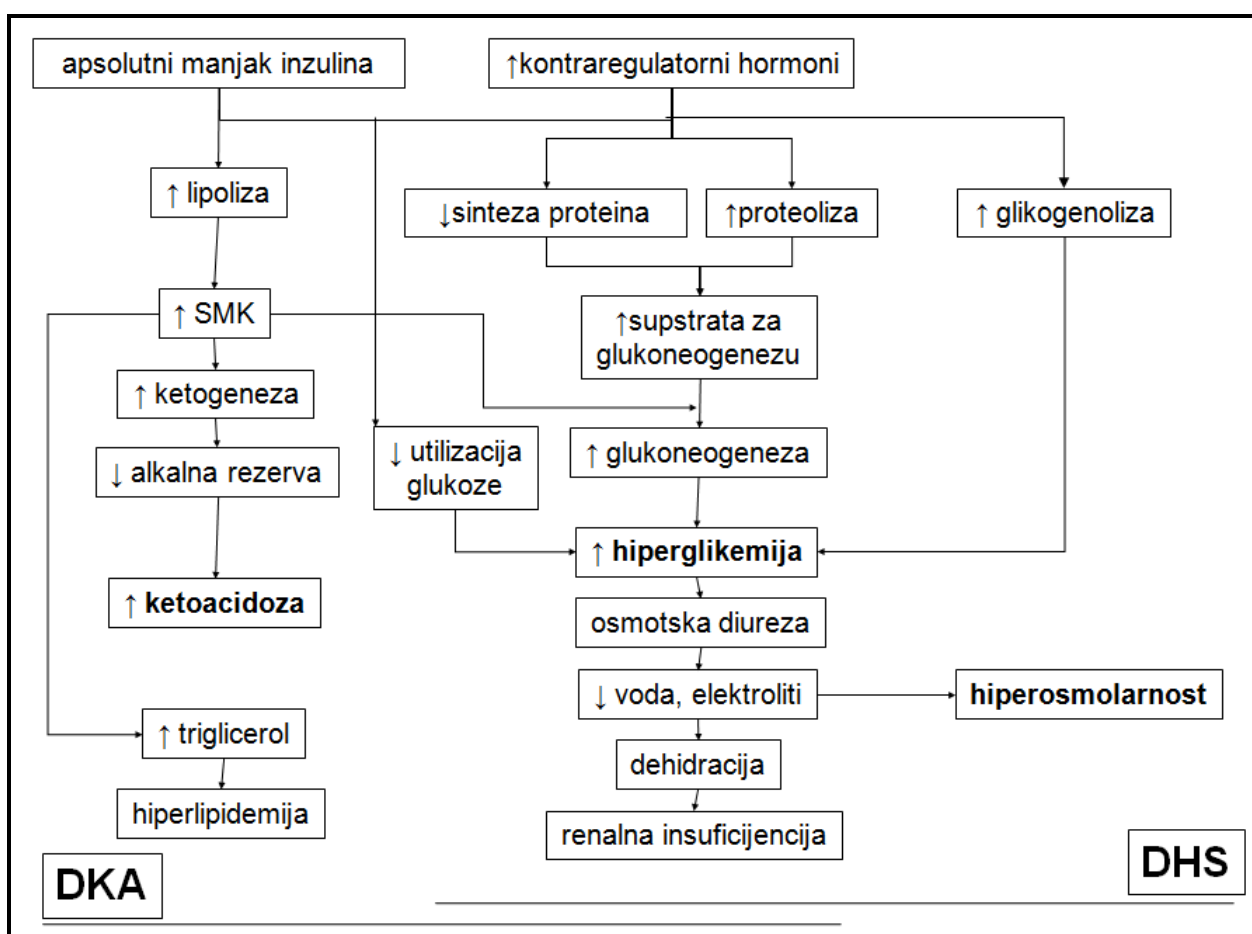 apsolutni manjak inzulina
↑kontraregulatorni hormoni
↑ lipoliza
↓sinteza proteina
↑proteoliza
↑ glikogenoliza
↑ SMK
↑supstrata za
glukoneogenezu
↑ ketogeneza
↓ alkalna rezerva
↓ utilizacija
glukoze
↑ glukoneogeneza
↑ hiperglikemija
↑ ketoacidoza
osmotska diureza
↓ voda, elektroliti
hiperosmolarnost
↑ triglicerol
dehidracija
hiperlipidemija
renalna insuficijencija
DKA
DHS